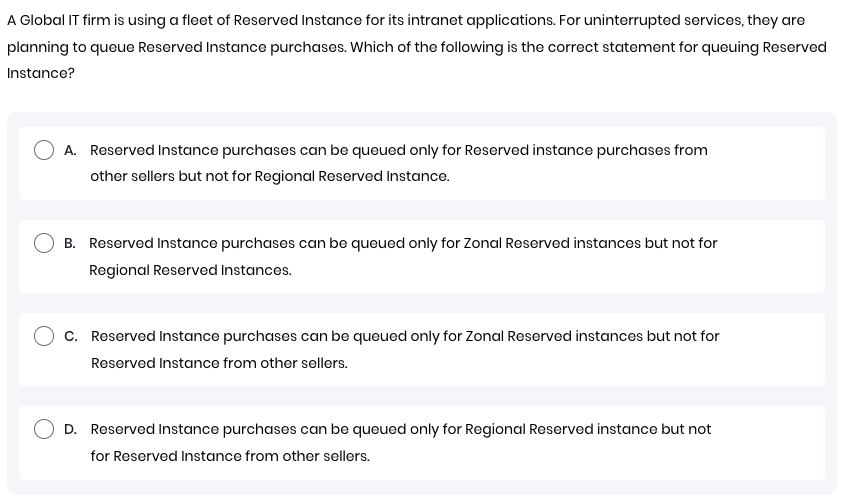 A Global IT firm is using a fleet of Reserved Instance for its intranet applications. For uninterrupted services, they are
planning to queue Reserved Instance purchases. Which of the following is the correct statement for queuing Reserved
Instance?
A. Reserved Instance purchases can be queued only for Reserved instance purchases from
other sellers but not for Regional Reserved Instance.
B. Reserved Instance purchases can be queued only for Zonal Reserved instances but not for
Regional Reserved Instances.
C. Reserved Instance purchases can be queued only for Zonal Reserved instances but not for
Reserved Instance from other sellers.
D. Reserved Instance purchases can be queued only for Regional Reserved instance but not
for Reserved Instance from other sellers.